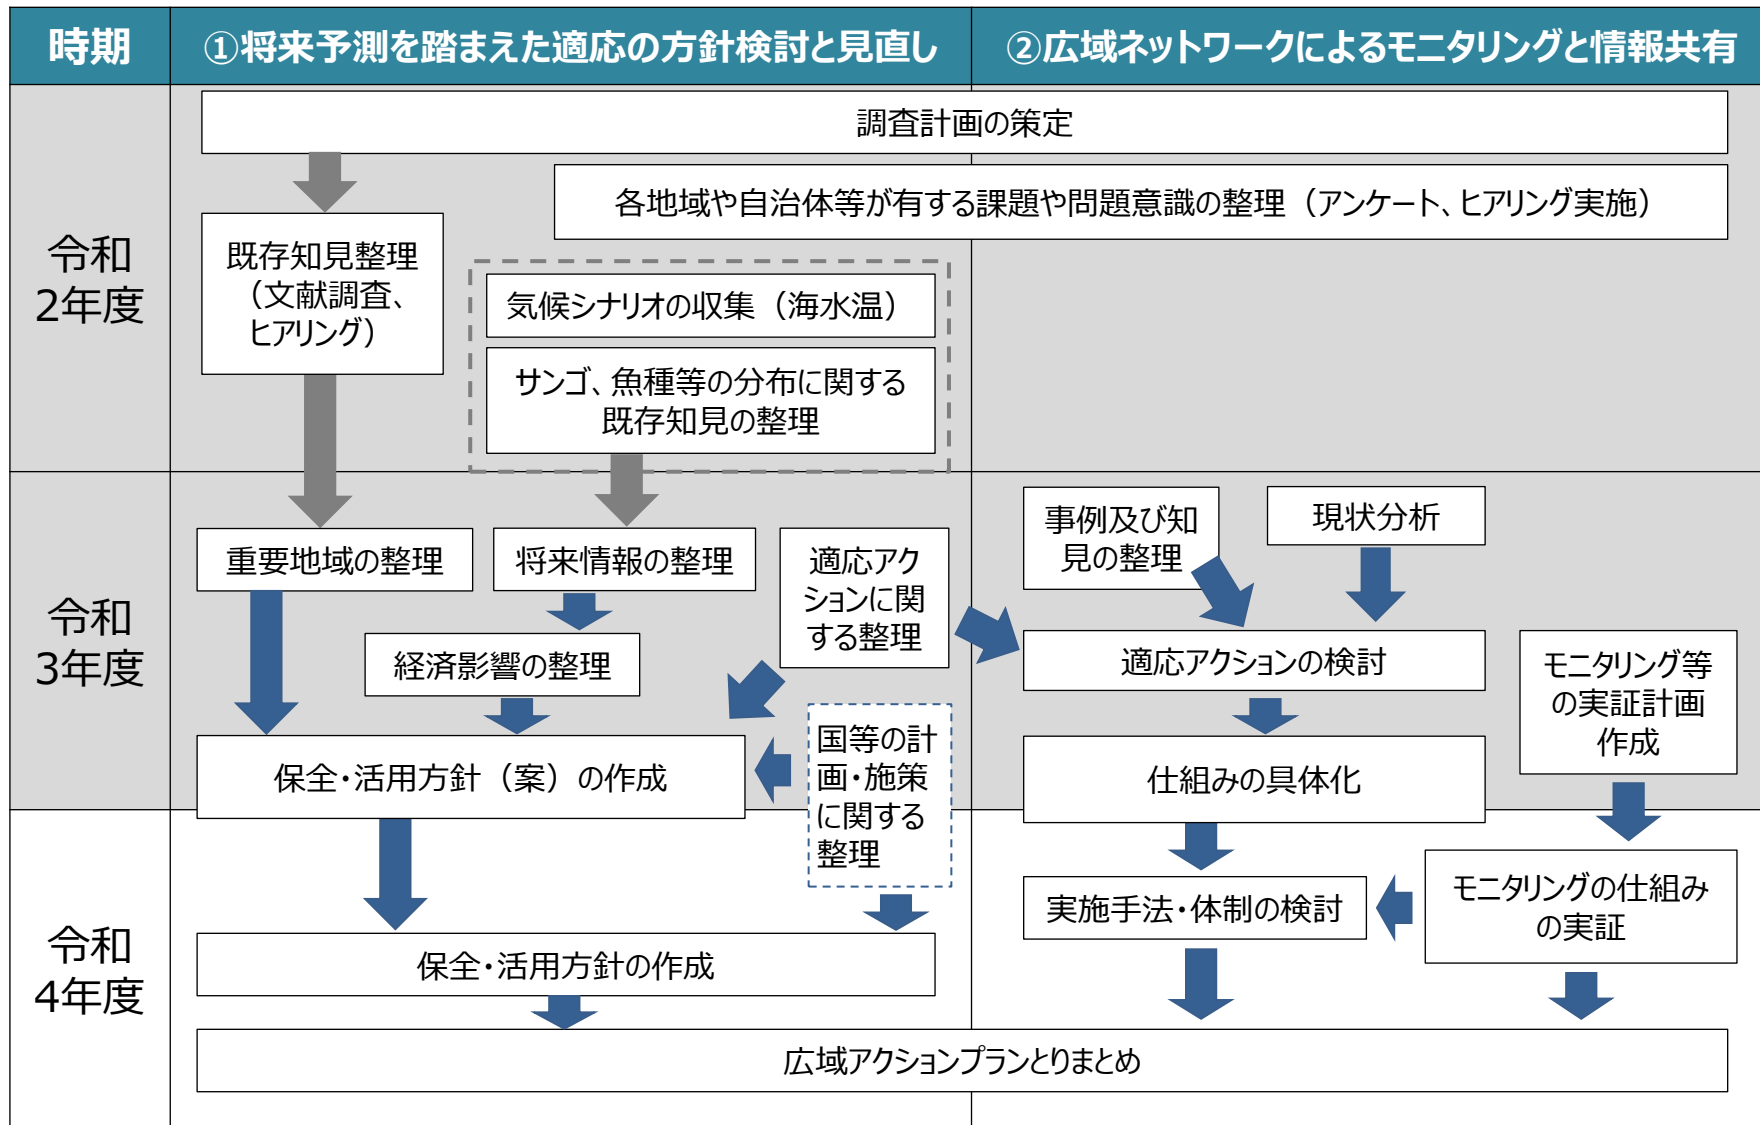 時期
①将来予測を踏まえた適応の方針検討と見直し
②広域ネットワークによるモニタリングと情報共有
令和
2年度
調査計画の策定
各地域や自治体等が有する課題や問題意識の整理（アンケート、ヒアリング実施）
既存知見整理
（文献調査、
ヒアリング）
気候シナリオの収集（海水温）
サンゴ、魚種等の分布に関する
既存知見の整理
令和
3年度
重要地域の整理
将来情報の整理
適応アク
ションに関
する整理
事例及び知
見の整理
現状分析
経済影響の整理
適応アクションの検討
モニタリング等
の実証計画
作成
国等の計
画・施策
に関する
整理
保全・活用方針（案）の作成
仕組みの具体化
令和
4年度
実施手法・体制の検討
モニタリングの仕組み
の実証
保全・活用方針の作成
広域アクションプランとりまとめ